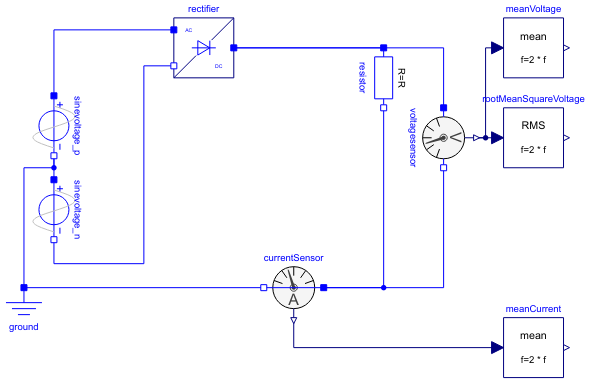 rectifier
AC
DC
meanVoltage
mean
f=2 * f
resistor
R=R
rootMeanSquareVoltage
RMS
f=2 * f
voltagesensor
+
sinevoltage_p
−
+
sinevoltage_n
−
currentSensor
A
ground
meanCurrent
mean
f=2 * f